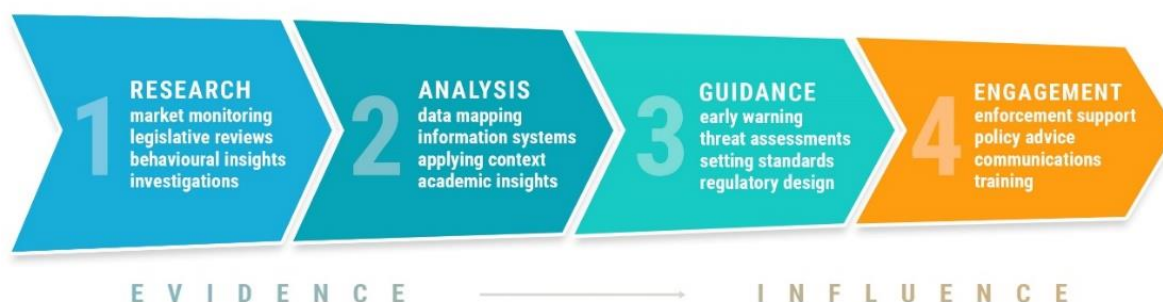 1
RESEARCH
market monitoring
legislative reviews
behavioural insights
investigations
2
ANALYSIS
data mapping
information systems
applying context
academic insights
3
GUIDANCE
early warning
threat assessments
setting standards
regulatory design
4
ENGAGEMENT
enforcement support
policy advice
communications
training
EVIDENCE
INFLUENCE